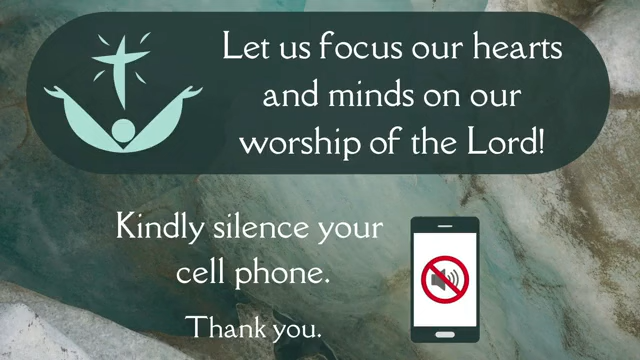 Let us focus our hearts
and minds on our
worship of the Lord!
Kindly silence your
cell phone.
Thank you.